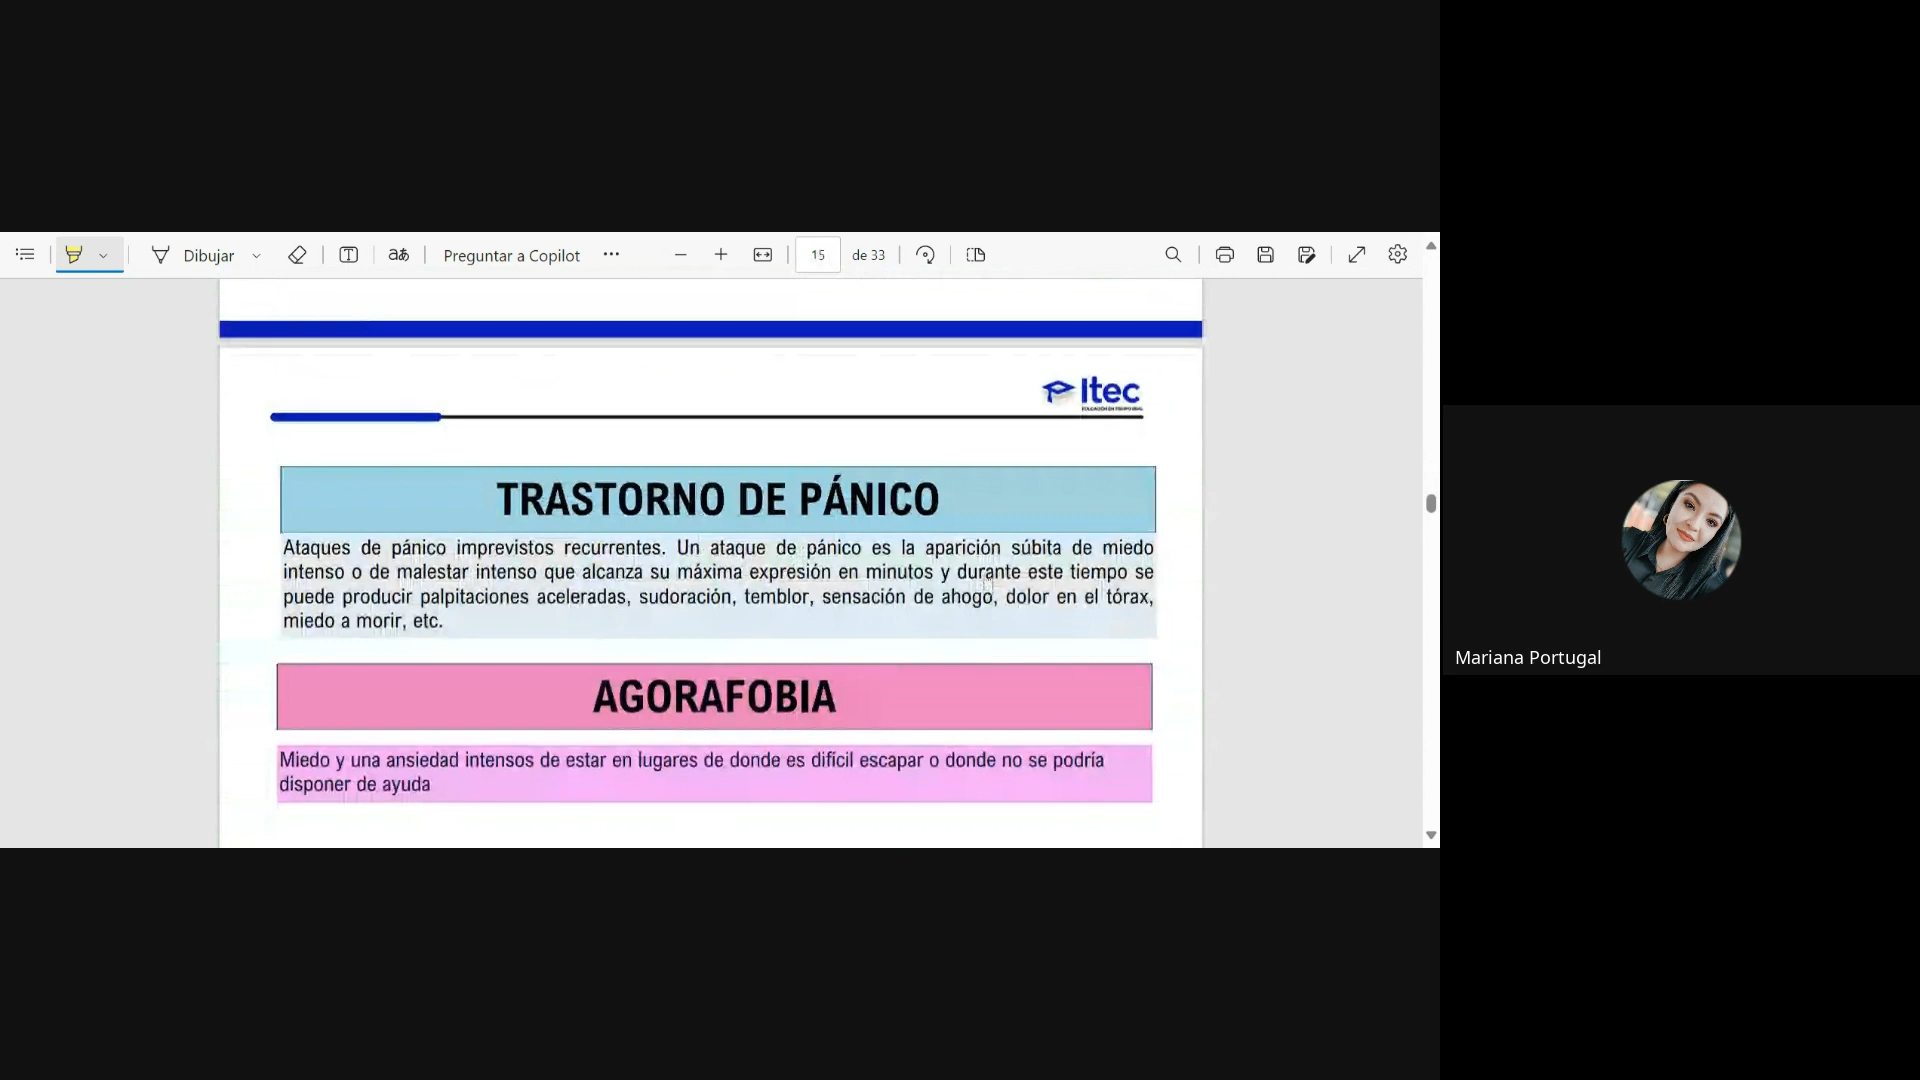 Dibujar
aあ
Preguntar a Copilot
15 de 33
Itec
TRASTORNO DE PÁNICO
Ataques de pánico imprevistos recurrentes. Un ataque de pánico es la aparición súbita de miedo
intenso o de malestar intenso que alcanza su máxima expresión en minutos y durante este tiempo se
puede producir palpitaciones aceleradas, sudoración, temblor, sensación de ahogo, dolor en el tórax,
miedo a morir, etc.
AGORAFOBIA
Miedo y una ansiedad intensos de estar en lugares de donde es difícil escapar o donde no se podría
disponer de ayuda
Mariana Portugal